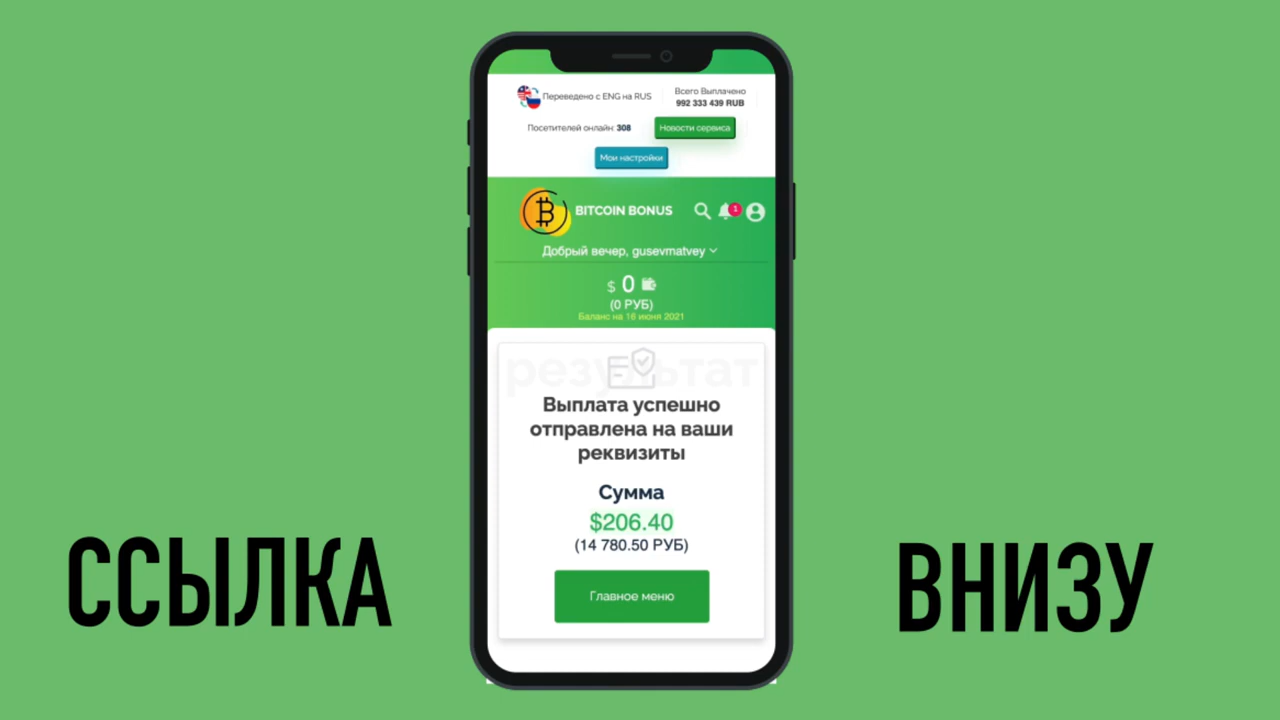 Переведено с ENG на RUS
Всего Выплачено
992 333 439 RUB
Посетителей онлайн: 308
Новости сервиса
Мои настройки
BITCOIN BONUS
1
Добрый вечер, gusevmatvey
$ 0
(0 РУБ)
Баланс на 16 июня 2021
результат
Выплата успешно
отправлена на ваши
реквизиты
Сумма
$206.40
(14 780.50 РУБ)
Главное меню
ССЫЛКА
ВНИЗУ